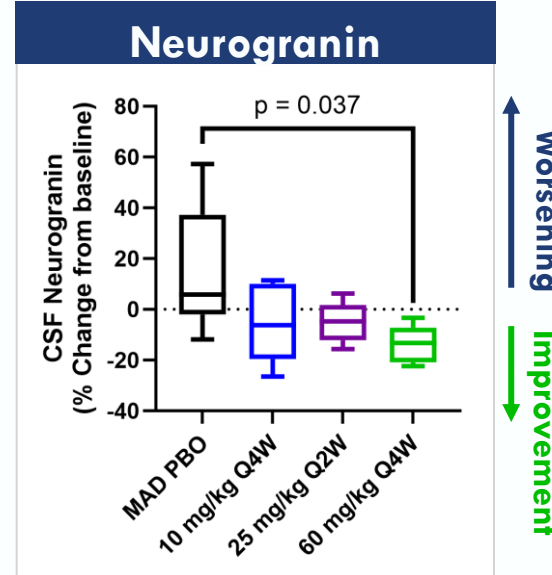 Neurogranin
p = 0.037
CSF Neurogranin
(% Change from baseline)
80
60
40
20
0
-20
-40
MAD PBO
10 mg/kg Q4W
25 mg/kg Q2W
60 mg/kg Q4W
Worsening
Improvement